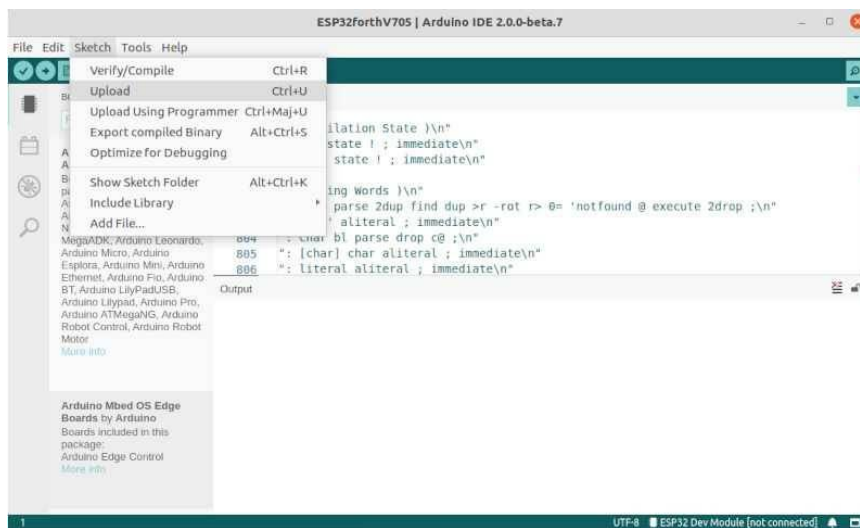 ESP32forthV705 | Arduino IDE 2.0.0-beta.7
File Edit Sketch Tools Help
Verify/Compile Ctrl+R
Upload Ctrl+U
Upload Using Programmer Ctrl+Maj+U
Export compiled Binary Alt+Ctrl+S
Optimize for Debugging
Show Sketch Folder Alt+Ctrl+K
Include Library
Add File...
ilation State )\n"
state ! ; immediate\n"
state ! ; immediate\n"
ing Words )\n"
parse 2dup find dup >r -rot r> 0= 'notfound @ execute 2drop ;\n"
' aliteral ; immediate\n"
804 ": char bl parse drop c@ ;\n"
805 ": [char] char aliteral ; immediate\n"
806 ": literal aliteral ; immediate\n"
MegaADK, Arduino Leonardo,
Arduino Micro, Arduino
Esplora, Arduino Mini, Arduino
Ethernet, Arduino Fio, Arduino
BT, Arduino LilyPadUSB,
Arduino Lilypad, Arduino Pro,
Arduino ATMegaNG, Arduino
Robot Control, Arduino Robot
Motor
More info
Arduino Mbed OS Edge
Boards by Arduino
Boards included in this
package:
Arduino Edge Control
More info
Output
1
UTF-8 ESP32 Dev Module [not connected]